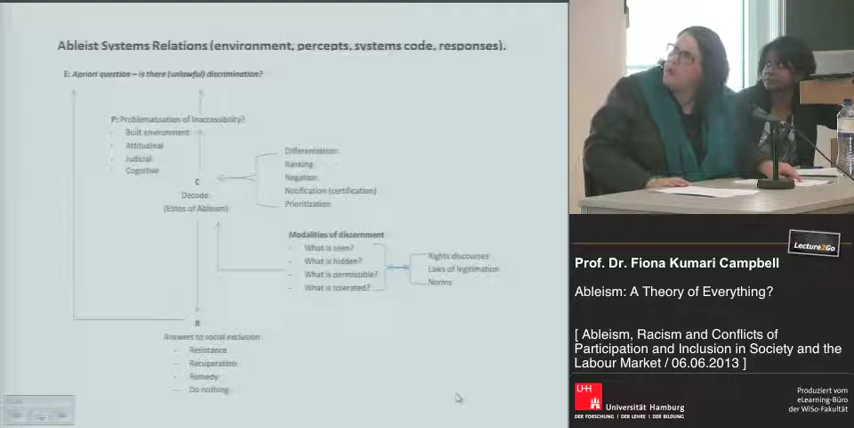 Ableist Systems Relations (environment, percepts, systems code, responses).
E: Apriori question – is there (unlawful) discrimination?
P: Problematisation of Inaccessibility?
- Built environment
- Attitudinal
- Judicial
- Cognitive
C
Decode:
(Ethos of Ableism)
Differentiation:
Ranking
Negation
Notification (certification)
Prioritization
Modalities of discernment
- What is seen?
- What is hidden?
- What is permissible?
- What is tolerated?
Rights discourses
Laws of legitimation
Norms
R
Answers to social exclusion
- Resistance
- Recuperation
- Remedy
- Do nothing
Lecture2Go
Prof. Dr. Fiona Kumari Campbell
Ableism: A Theory of Everything?
[ Ableism, Racism and Conflicts of
Participation and Inclusion in Society and the
Labour Market / 06.06.2013 ]
UHH
Universität Hamburg
DER FORSCHUNG | DER LEHRE | DER BILDUNG
Produziert vom
eLearning-Büro
der WiSo-Fakultät